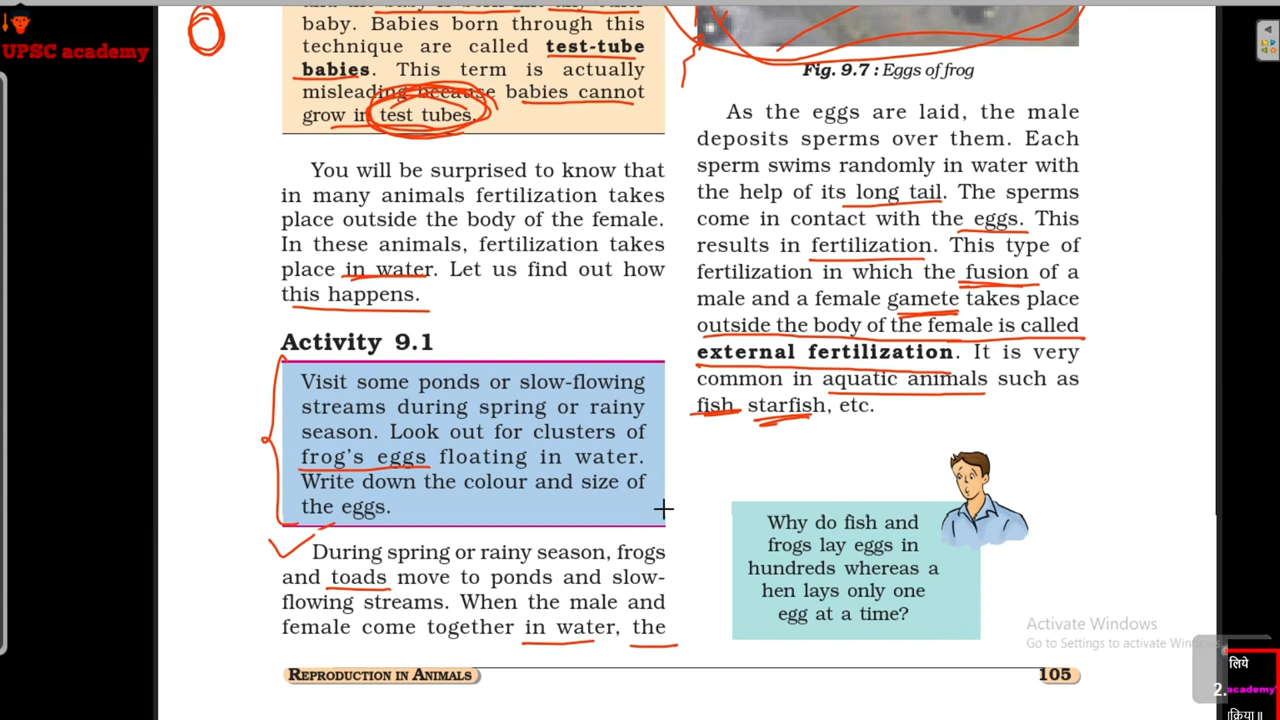 UPSC academy
and the baby is born like any other
baby. Babies born through this
technique are called test-tube
babies. This term is actually
misleading because babies cannot
grow in test tubes.
You will be surprised to know that
in many animals fertilization takes
place outside the body of the female.
In these animals, fertilization takes
place in water. Let us find out how
this happens.
Activity 9.1
Visit some ponds or slow-flowing
streams during spring or rainy
season. Look out for clusters of
frog's eggs floating in water.
Write down the colour and size of
the eggs.
During spring or rainy season, frogs
and toads move to ponds and slow-
flowing streams. When the male and
female come together in water, the
Fig. 9.7 : Eggs of frog
As the eggs are laid, the male
deposits sperms over them. Each
sperm swims randomly in water with
the help of its long tail. The sperms
come in contact with the eggs. This
results in fertilization. This type of
fertilization in which the fusion of a
male and a female gamete takes place
outside the body of the female is called
external fertilization. It is very
common in aquatic animals such as
fish, starfish, etc.
Why do fish and
frogs lay eggs in
hundreds whereas a
hen lays only one
egg at a time?
REPRODUCTION IN ANIMALS
105
Activate Windows
Go to Settings to activate Windows
लिये
2. academy